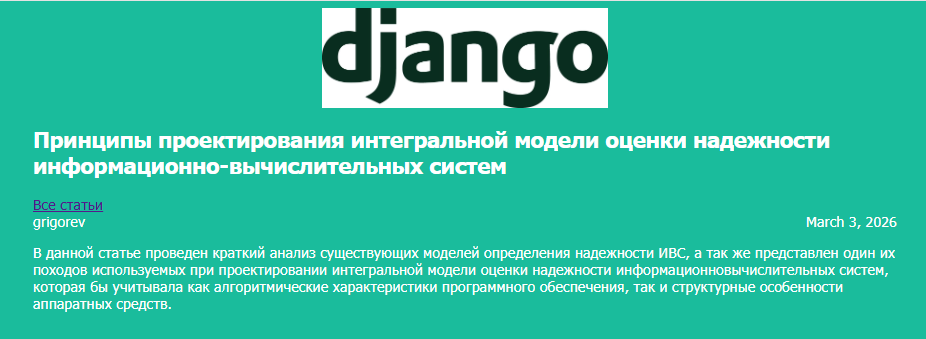 django
Принципы проектирования интегральной модели оценки надежности
информационно-вычислительных систем
Все статьи
grigorev March 3, 2026
В данной статье проведен краткий анализ существующих моделей определения надежности ИВС, а так же представлен один их
походов используемых при проектировании интегральной модели оценки надежности информационновычислительных систем,
которая бы учитывала как алгоритмические характеристики программного обеспечения, так и структурные особенности
аппаратных средств.